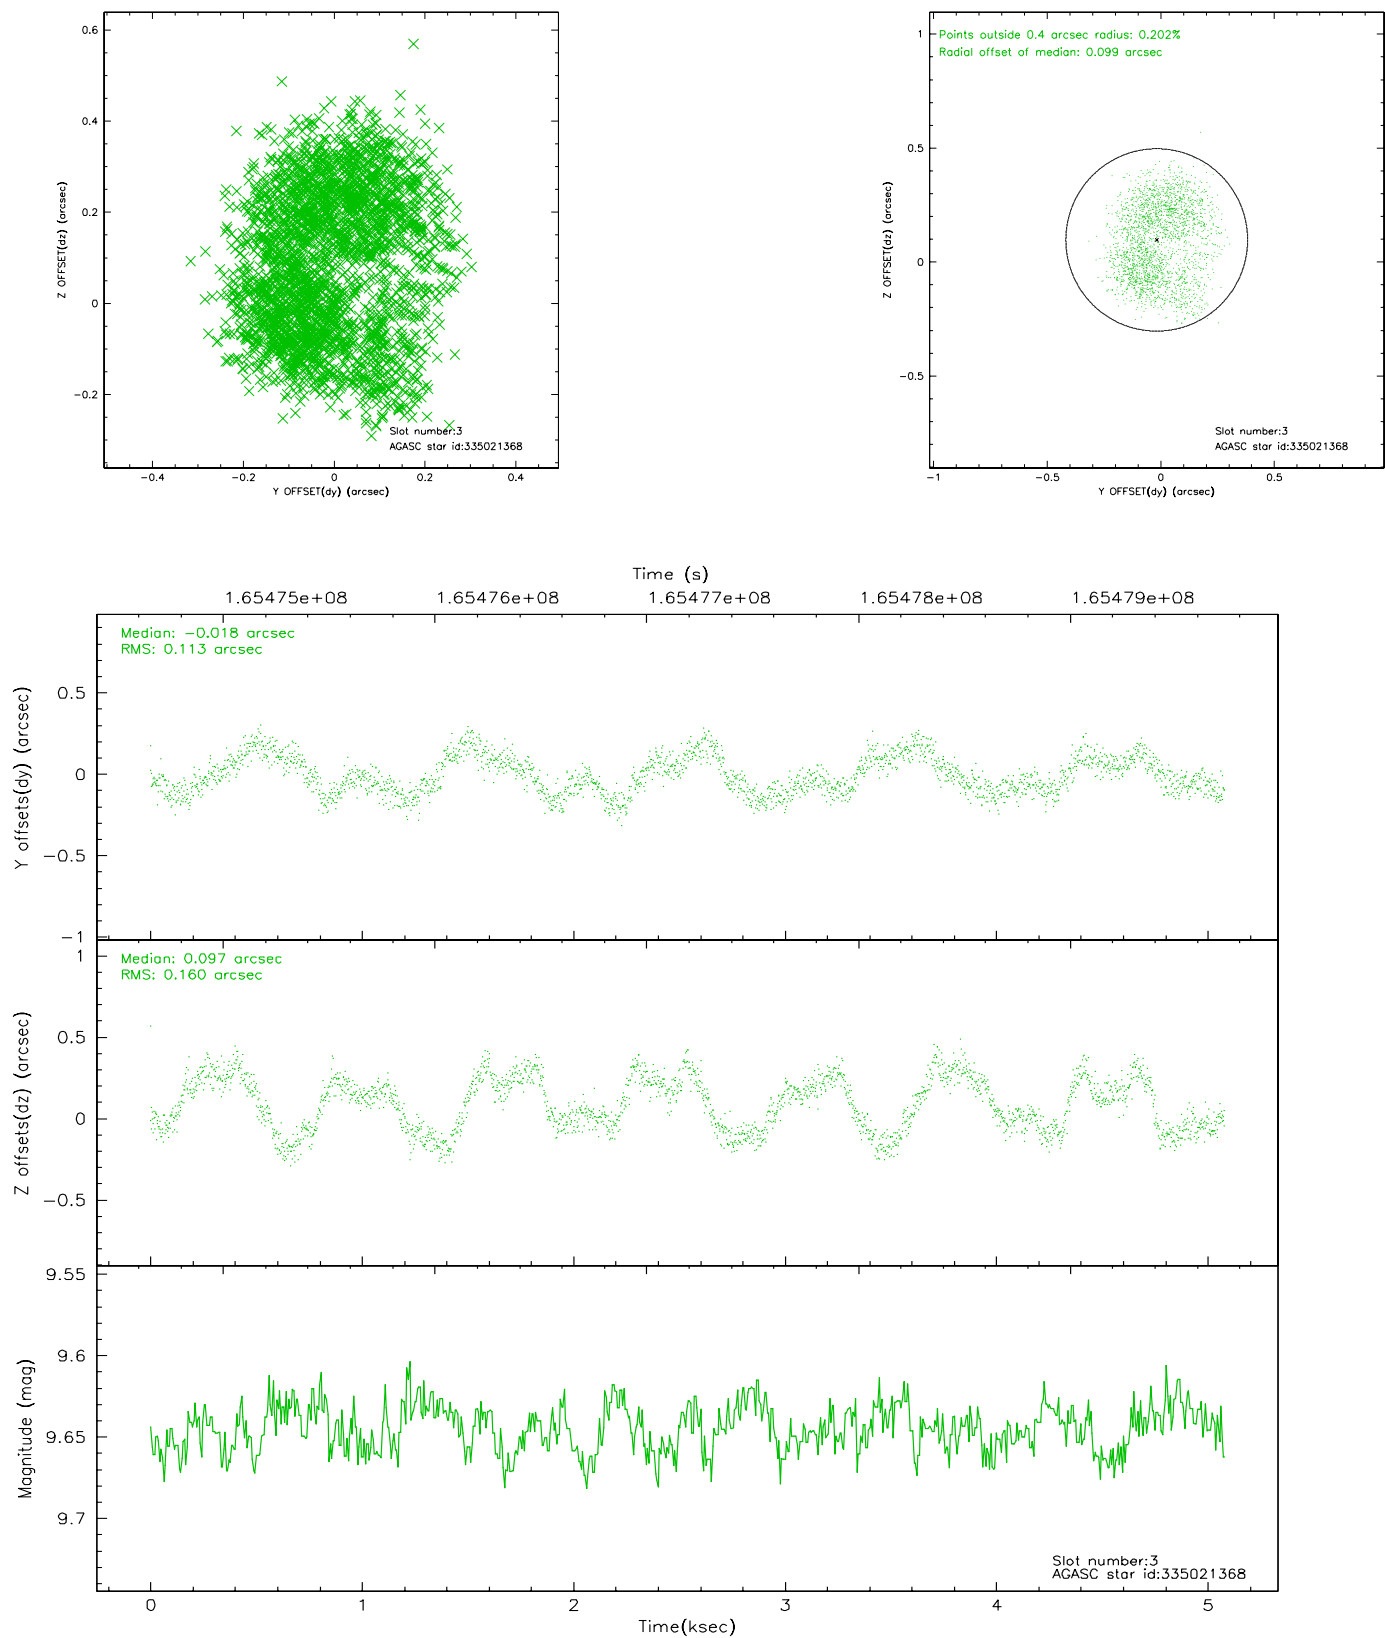 0.6
0.4
0.2
0
−0.2
−0.4
−0.2
0
0.2
0.4
Z OFFSET(dz) (arcsec)
Y OFFSET(dy) (arcsec)
Slot number:3
AGASC star id:335021368
Points outside 0.4 arcsec radius: 0.202%
Radial offset of median: 0.099 arcsec
1
0.5
0
−0.5
−1
−0.5
0
0.5
Z OFFSET(dz) (arcsec)
Y OFFSET(dy) (arcsec)
Slot number:3
AGASC star id:335021368
Time (s)
1.65475e+08
1.65476e+08
1.65477e+08
1.65478e+08
1.65479e+08
Median: −0.018 arcsec
RMS: 0.113 arcsec
0.5
0
−0.5
−1
Y offsets(dy) (arcsec)
Median: 0.097 arcsec
RMS: 0.160 arcsec
1
0.5
0
−0.5
Z offsets(dz) (arcsec)
9.55
9.6
9.65
9.7
Magnitude (mag)
Slot number:3
AGASC star id:335021368
0
1
2
3
4
5
Time(ksec)